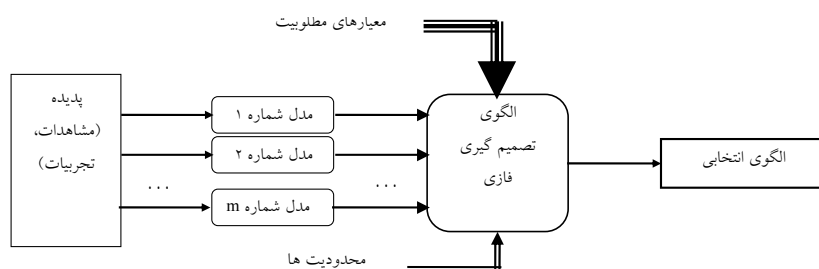 معیارهای مطلوبیت
پدیده
(مشاهدات،
تجربیات)
مدل شماره ۱
مدل شماره ۲
...
مدل شماره m
...
الگوی
تصمیم گیری
فازی
الگوی انتخابی
محدودیت ها